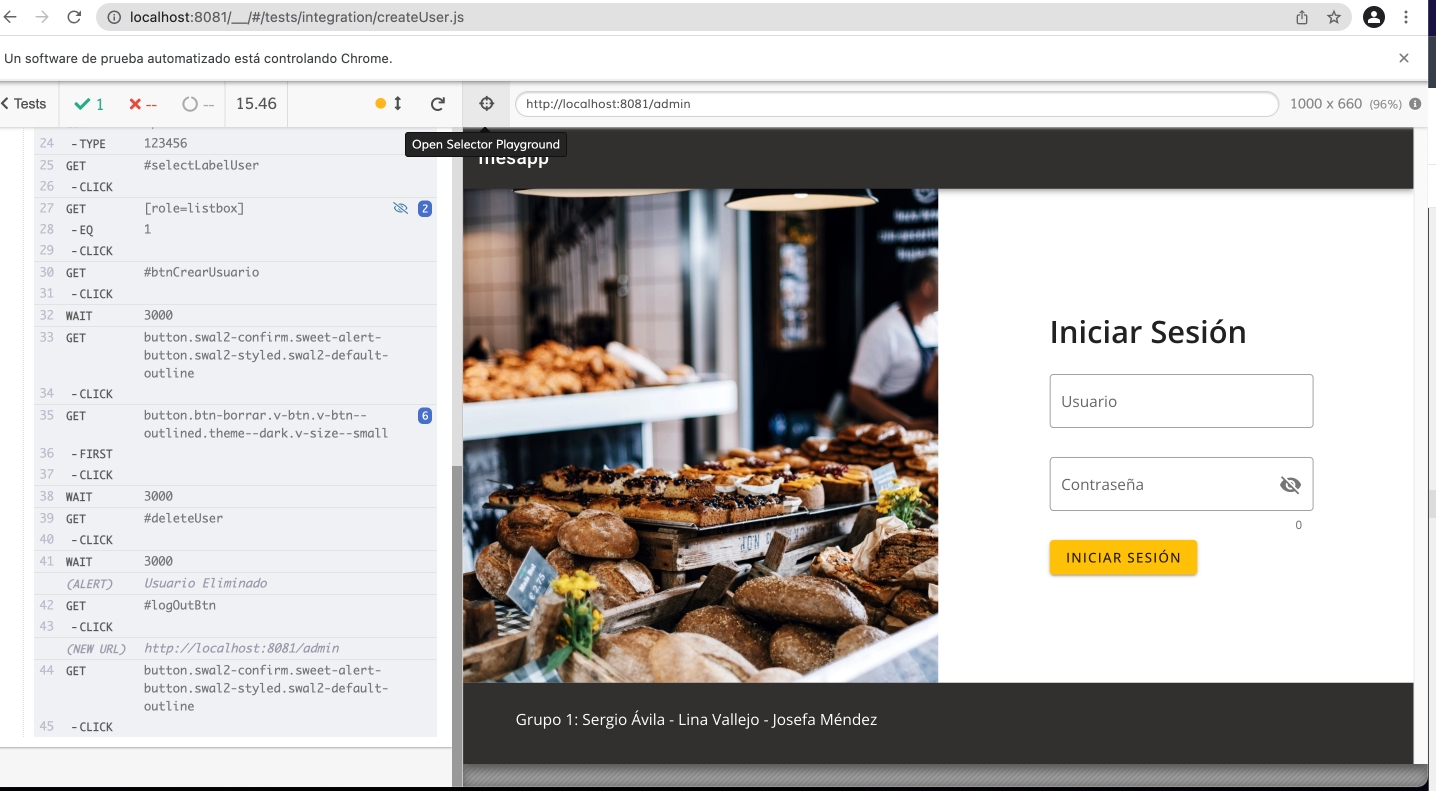 localhost:8081/__/#/tests/integration/createUser.js
Un software de prueba automatizado está controlando Chrome.
Tests 1 -- -- 15.46 http://localhost:8081/admin 1000 x 660 (96%)
Open Selector Playground
mesapp
24 -TYPE 123456
25 GET #selectLabelUser
26 -CLICK
27 GET [role=listbox] 2
28 -EQ 1
29 -CLICK
30 GET #btnCrearUsuario
31 -CLICK
32 WAIT 3000
33 GET button.swal2-confirm.sweet-alert-
button.swal2-styled.swal2-default-
outline
34 -CLICK
35 GET button.btn-borrar.v-btn.v-btn-- 6
outlined.theme--dark.v-size--small
36 -FIRST
37 -CLICK
38 WAIT 3000
39 GET #deleteUser
40 -CLICK
41 WAIT 3000
(ALERT) Usuario Eliminado
42 GET #logOutBtn
43 -CLICK
(NEW URL) http://localhost:8081/admin
44 GET button.swal2-confirm.sweet-alert-
button.swal2-styled.swal2-default-
outline
45 -CLICK
Iniciar Sesión
Usuario
Contraseña
0
INICIAR SESIÓN
Grupo 1: Sergio Ávila - Lina Vallejo - Josefa Méndez